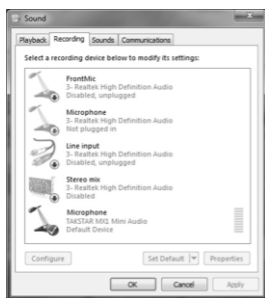 Sound
Playback Recording Sounds Communications
Select a recording device below to modify its settings:
FrontMic
3- Realtek High Definition Audio
Disabled, unplugged
Microphone
3- Realtek High Definition Audio
Not plugged in
Line input
3- Realtek High Definition Audio
Disabled, unplugged
Stereo mix
3- Realtek High Definition Audio
Disabled
Microphone
TAKSTAR MX1 Mini Audio
Default Device
Configure Set Default Properties
OK Cancel Apply